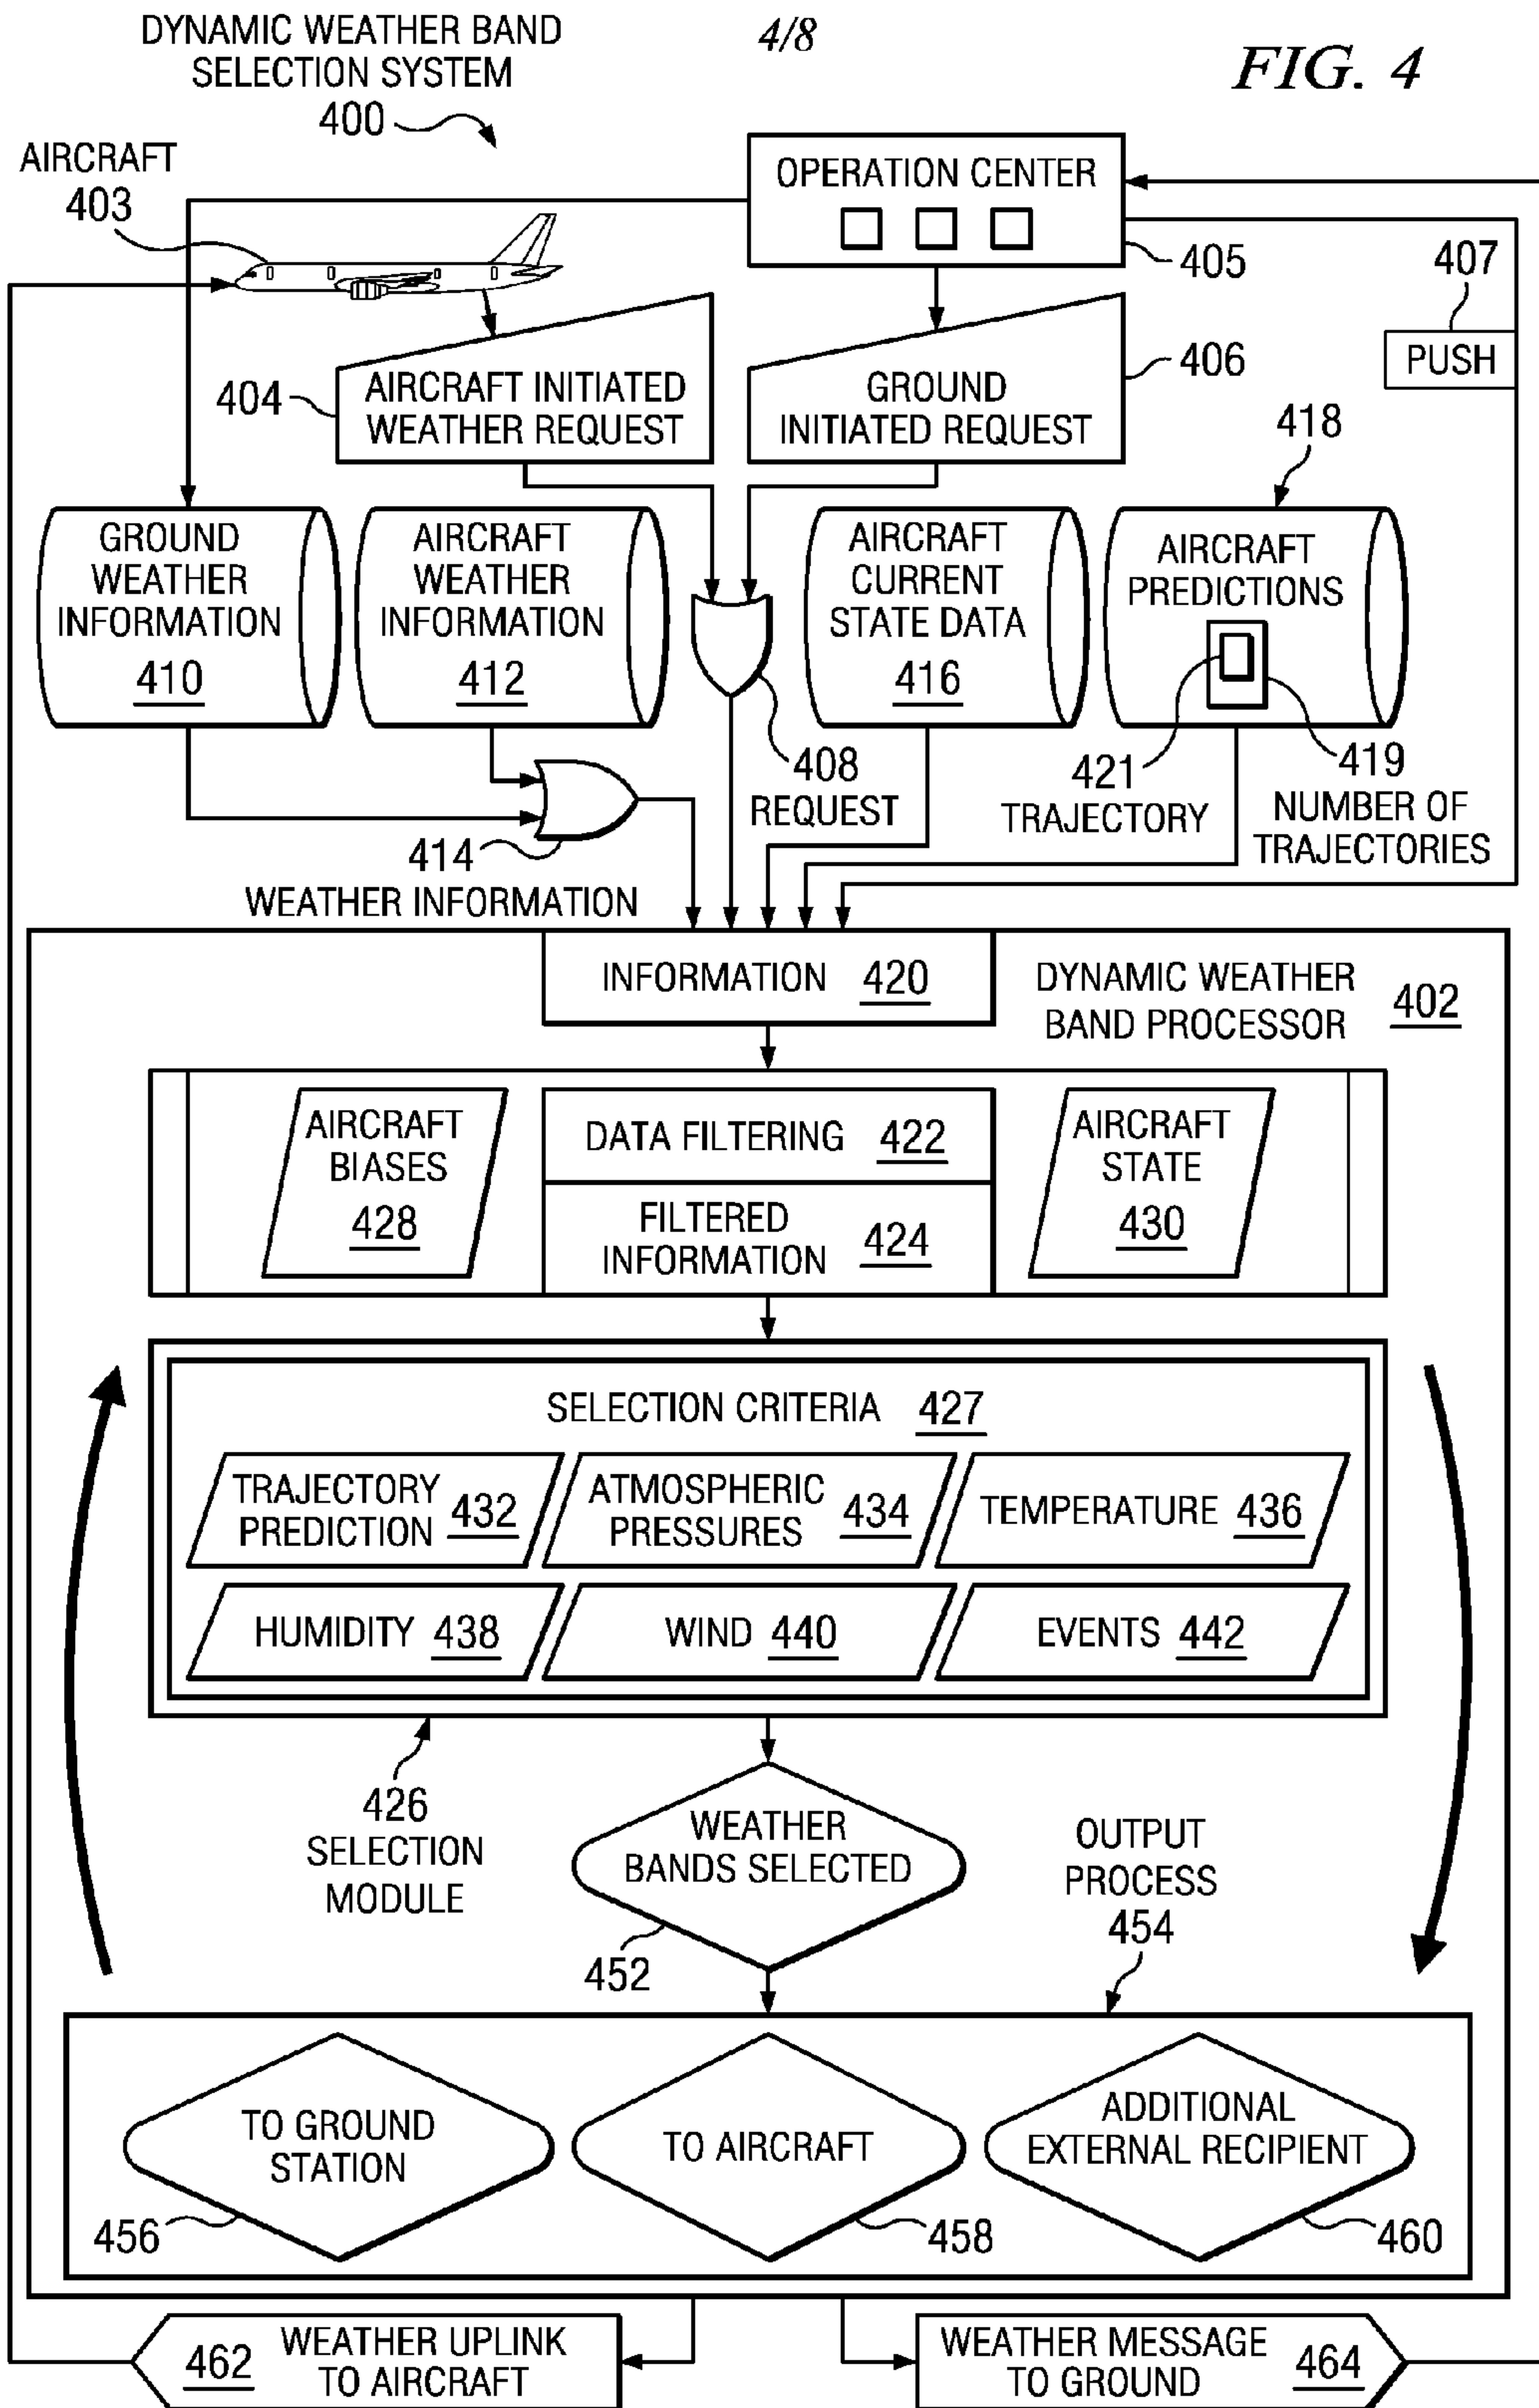 DYNAMIC WEATHER BAND
SELECTION SYSTEM
400
4/8
FIG. 4
AIRCRAFT
403
OPERATION CENTER
405
407
PUSH
404
AIRCRAFT INITIATED
WEATHER REQUEST
GROUND
INITIATED REQUEST
406
418
GROUND
WEATHER
INFORMATION
410
AIRCRAFT
WEATHER
INFORMATION
412
AIRCRAFT
CURRENT
STATE DATA
416
AIRCRAFT
PREDICTIONS
408
REQUEST
421
TRAJECTORY
419
NUMBER OF
TRAJECTORIES
414
WEATHER INFORMATION
INFORMATION 420
DYNAMIC WEATHER
BAND PROCESSOR 402
AIRCRAFT
BIASES
428
DATA FILTERING 422
FILTERED
INFORMATION 424
AIRCRAFT
STATE
430
SELECTION CRITERIA 427
TRAJECTORY
PREDICTION 432
ATMOSPHERIC
PRESSURES 434
TEMPERATURE 436
HUMIDITY 438
WIND 440
EVENTS 442
426
SELECTION
MODULE
WEATHER
BANDS SELECTED
452
OUTPUT
PROCESS
454
TO GROUND
STATION
456
TO AIRCRAFT
458
ADDITIONAL
EXTERNAL RECIPIENT
460
462 WEATHER UPLINK
TO AIRCRAFT
WEATHER MESSAGE
TO GROUND 464